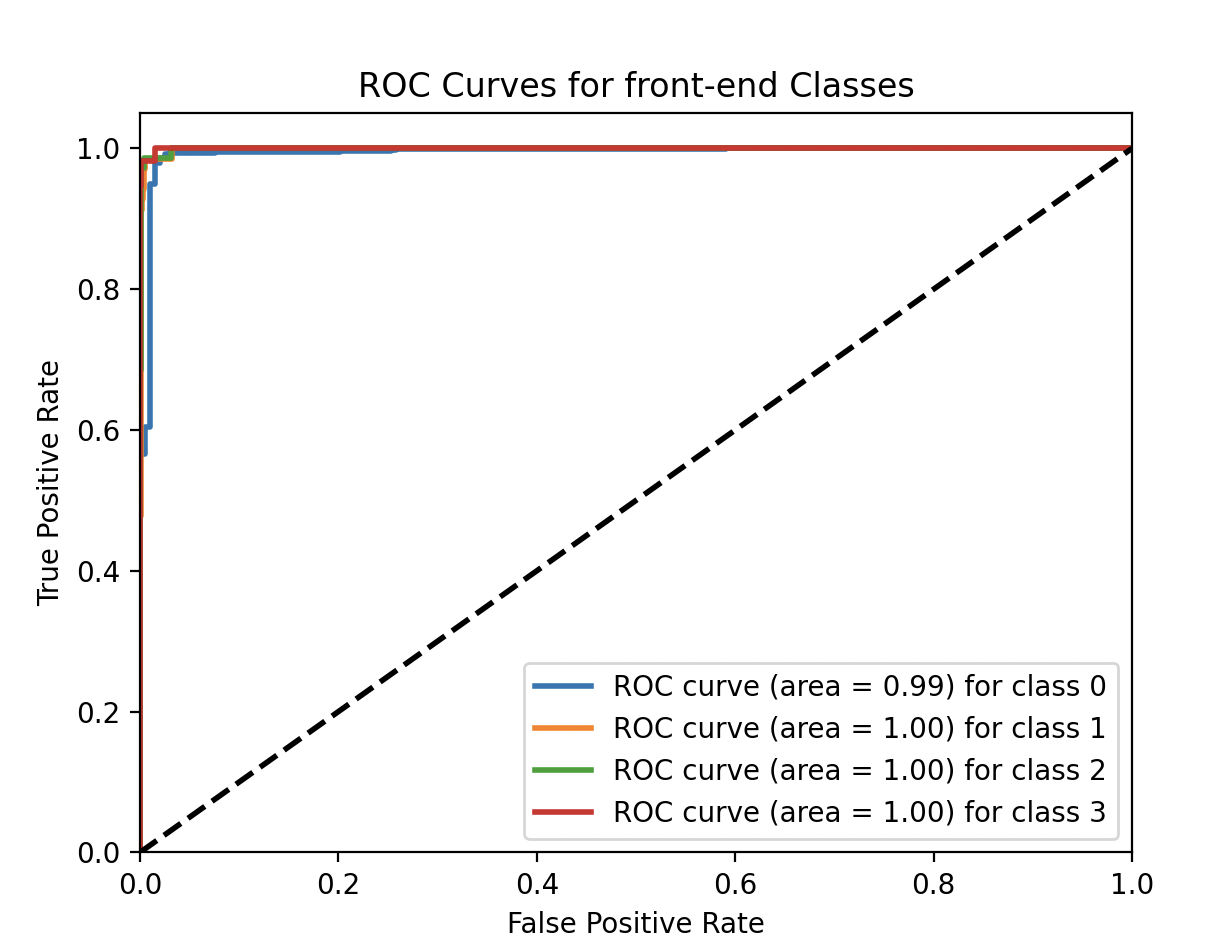 ROC Curves for front-end Classes
True Positive Rate
1.0
0.8
0.6
0.4
0.2
0.0
ROC curve (area = 0.99) for class 0
ROC curve (area = 1.00) for class 1
ROC curve (area = 1.00) for class 2
ROC curve (area = 1.00) for class 3
0.0 0.2 0.4 0.6 0.8 1.0
False Positive Rate